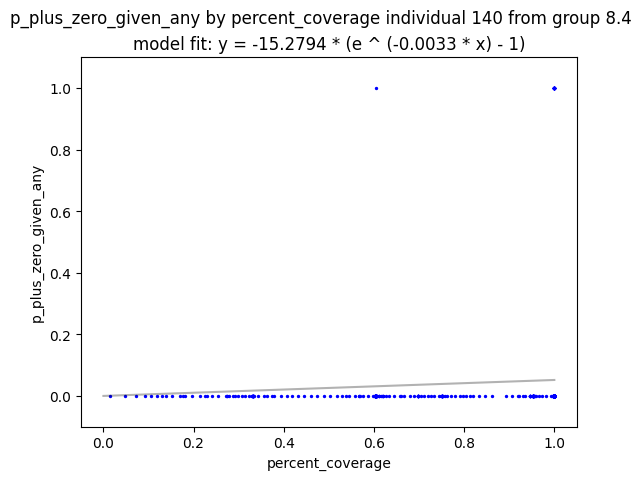 p_plus_zero_given_any by percent_coverage individual 140 from group 8.4
model fit: y = -15.2794 * (e ^ (-0.0033 * x) - 1)
p_plus_zero_given_any
1.0
0.8
0.6
0.4
0.2
0.0
0.0 0.2 0.4 0.6 0.8 1.0
percent_coverage